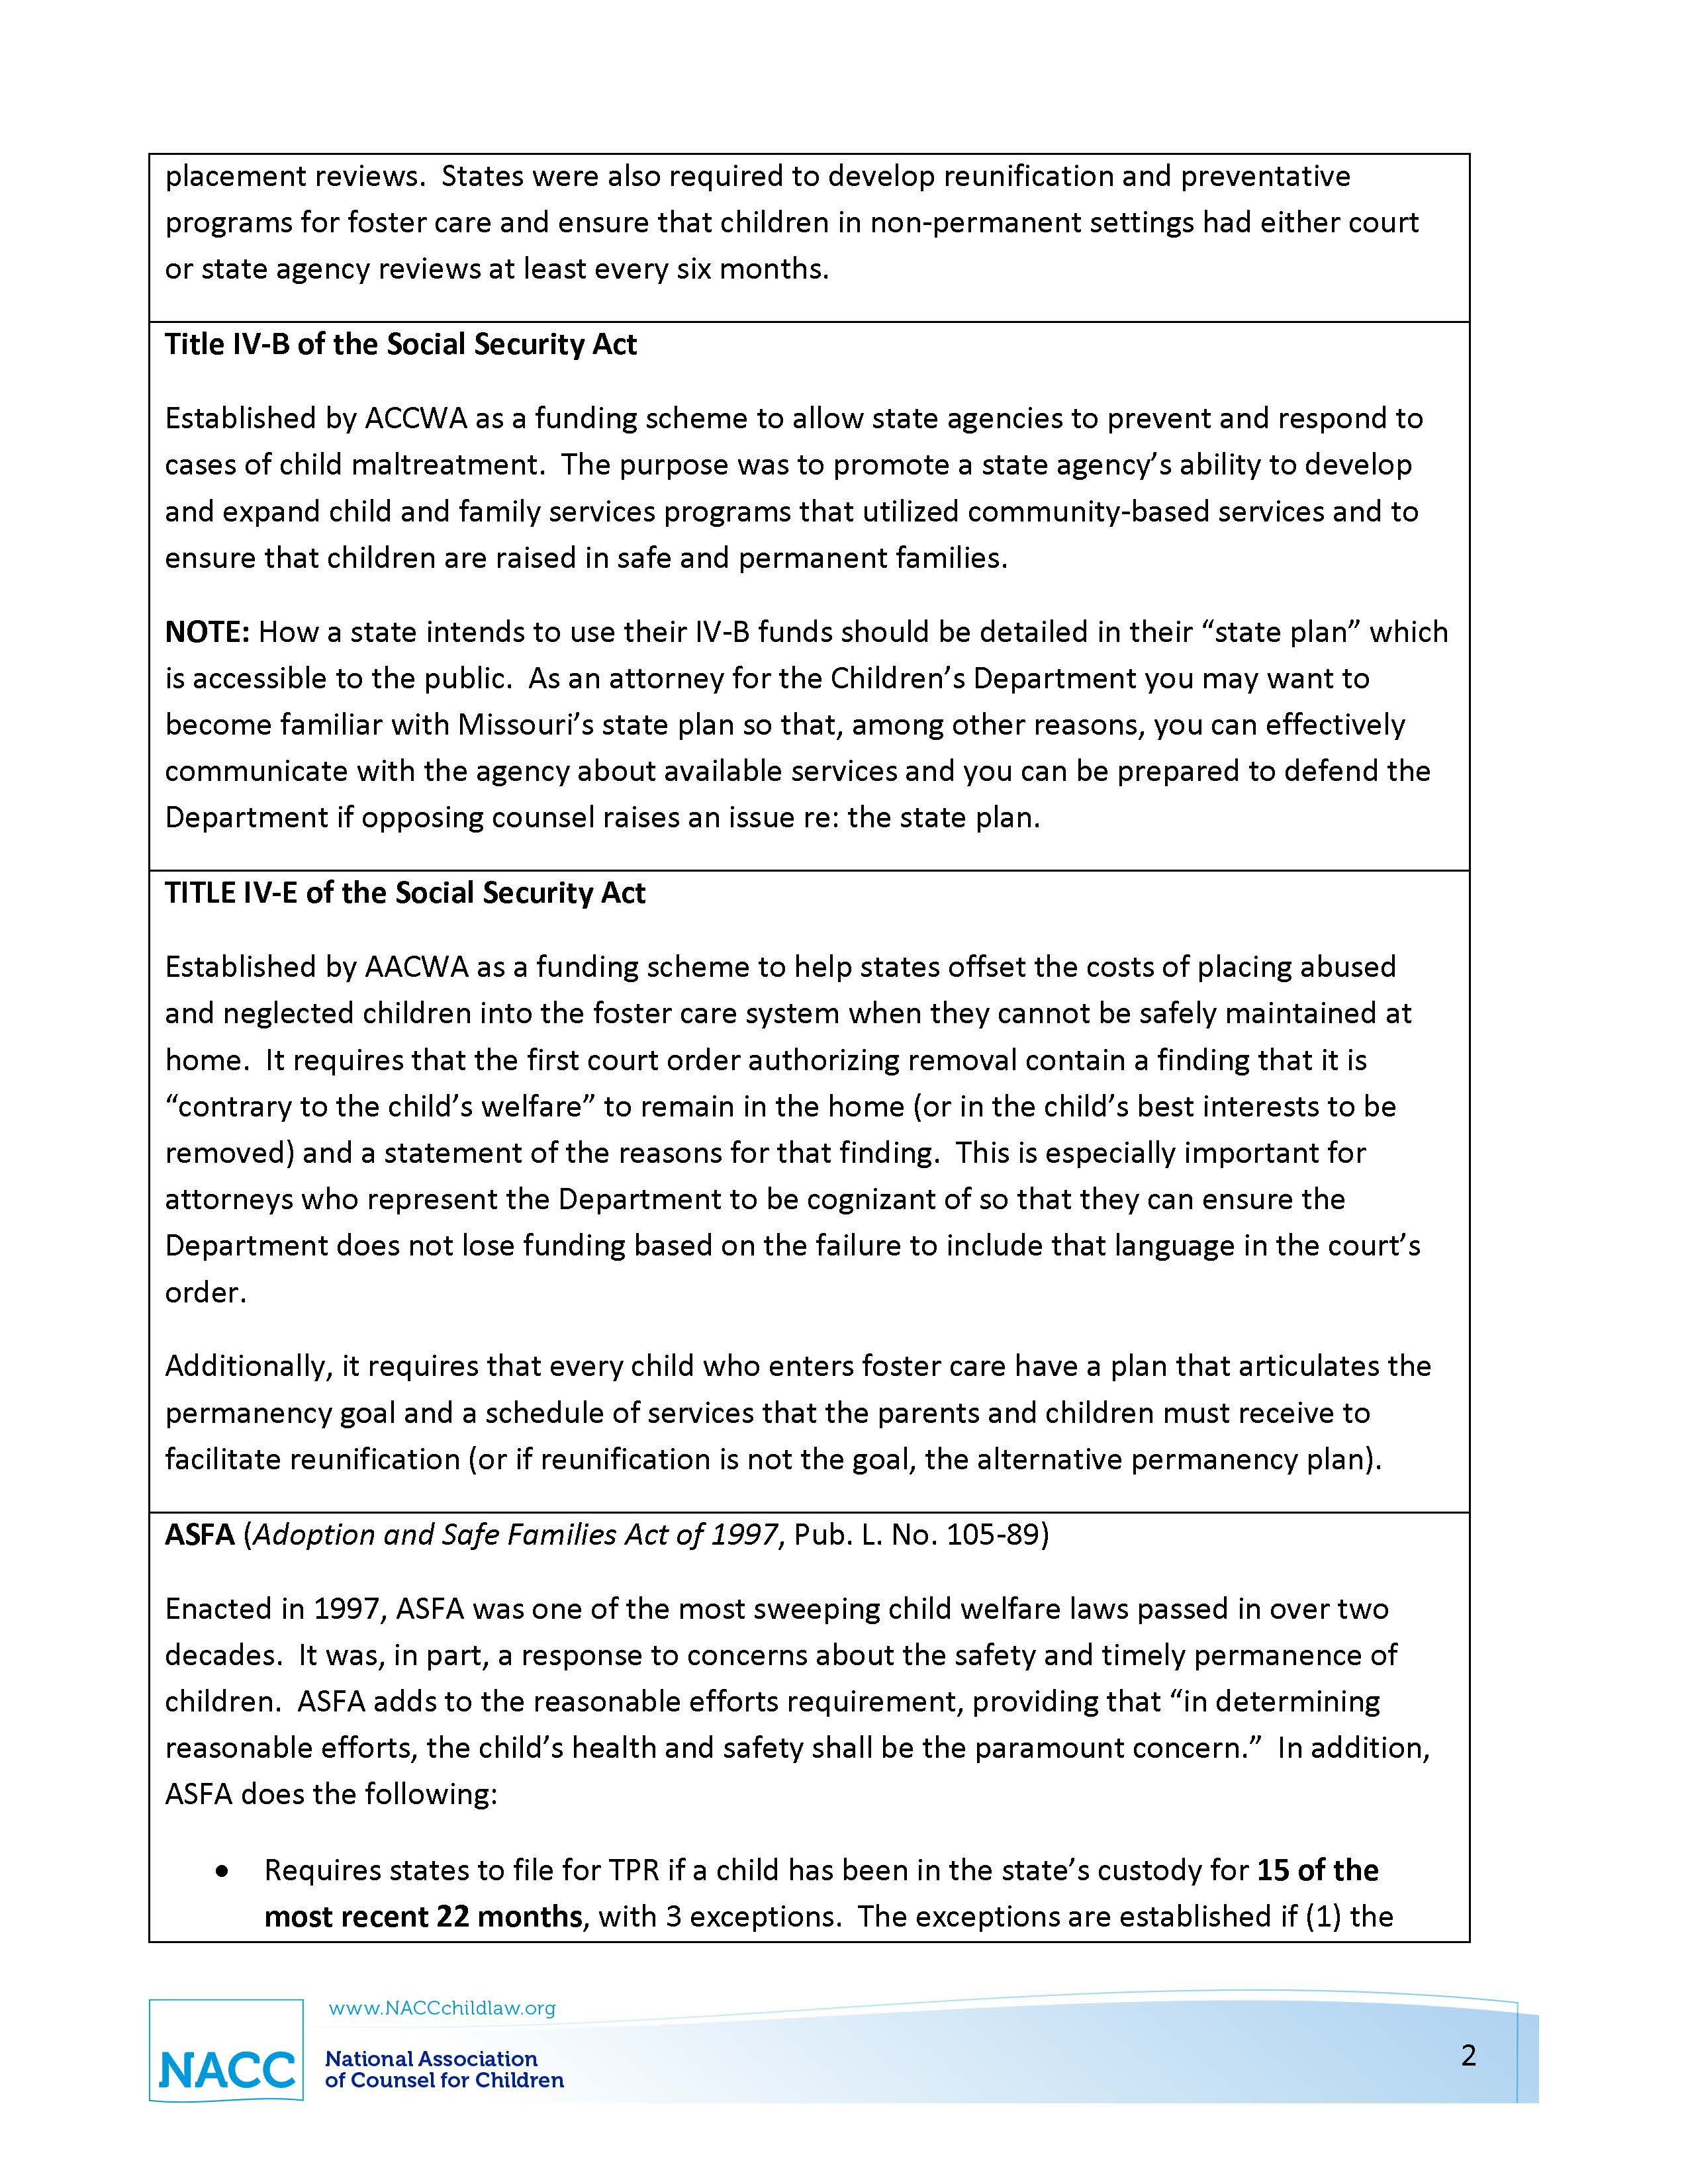 placement reviews.  States were also required to develop reunification and preventative
programs for foster care and ensure that children in non-permanent settings had either court
or state agency reviews at least every six months.
Title IV-B of the Social Security Act
Established by ACCWA as a funding scheme to allow state agencies to prevent and respond to
cases of child maltreatment.  The purpose was to promote a state agency’s ability to develop
and expand child and family services programs that utilized community-based services and to
ensure that children are raised in safe and permanent families.
NOTE: How a state intends to use their IV-B funds should be detailed in their “state plan” which
is accessible to the public.  As an attorney for the Children’s Department you may want to
become familiar with Missouri’s state plan so that, among other reasons, you can effectively
communicate with the agency about available services and you can be prepared to defend the
Department if opposing counsel raises an issue re: the state plan.
TITLE IV-E of the Social Security Act
Established by AACWA as a funding scheme to help states offset the costs of placing abused
and neglected children into the foster care system when they cannot be safely maintained at
home.  It requires that the first court order authorizing removal contain a finding that it is
“contrary to the child’s welfare” to remain in the home (or in the child’s best interests to be
removed) and a statement of the reasons for that finding.  This is especially important for
attorneys who represent the Department to be cognizant of so that they can ensure the
Department does not lose funding based on the failure to include that language in the court’s
order.
Additionally, it requires that every child who enters foster care have a plan that articulates the
permanency goal and a schedule of services that the parents and children must receive to
facilitate reunification (or if reunification is not the goal, the alternative permanency plan).
ASFA (Adoption and Safe Families Act of 1997, Pub. L. No. 105-89)
Enacted in 1997, ASFA was one of the most sweeping child welfare laws passed in over two
decades.  It was, in part, a response to concerns about the safety and timely permanence of
children.  ASFA adds to the reasonable efforts requirement, providing that “in determining
reasonable efforts, the child’s health and safety shall be the paramount concern.”  In addition,
ASFA does the following:
• Requires states to file for TPR if a child has been in the state’s custody for 15 of the
most recent 22 months, with 3 exceptions.  The exceptions are established if (1) the
www.NACCchildlaw.org
NACC
National Association
of Counsel for Children
2